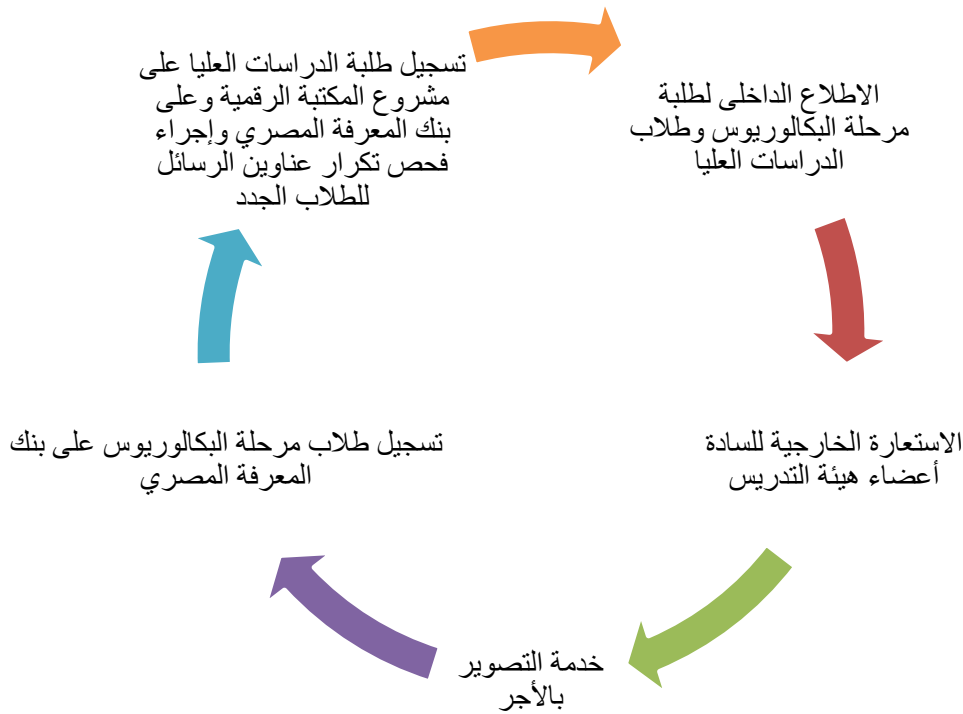 تسجيل طلبة الدراسات العليا على
مشروع المكتبة الرقمية وعلى
بنك المعرفة المصري وإجراء
فحص تكرار عناوين الرسائل
للطلاب الجدد
الاطلاع الداخلى لطلبة
مرحلة البكالوريوس وطلاب
الدراسات العليا
الاستعارة الخارجية للسادة
أعضاء هيئة التدريس
خدمة التصوير
بالأجر
تسجيل طلاب مرحلة البكالوريوس على بنك
المعرفة المصري